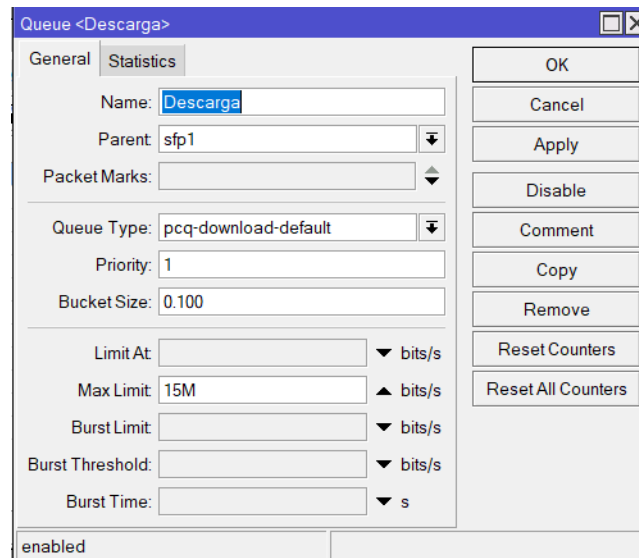 Queue <Descarga>
General Statistics
Name: Descarga
Parent: sfp1
Packet Marks:
Queue Type: pcq-download-default
Priority: 1
Bucket Size: 0.100
Limit At: bits/s
Max Limit: 15M bits/s
Burst Limit: bits/s
Burst Threshold: bits/s
Burst Time: s
enabled
OK
Cancel
Apply
Disable
Comment
Copy
Remove
Reset Counters
Reset All Counters